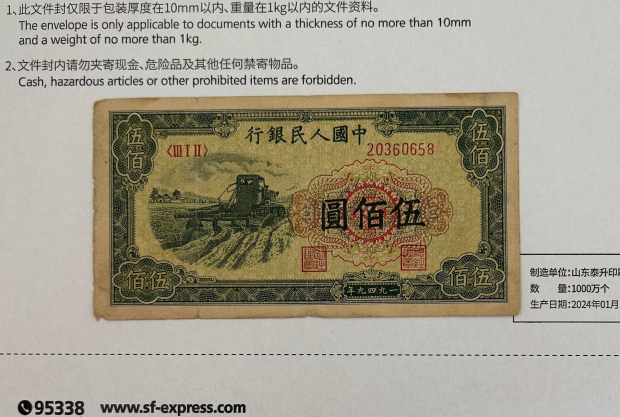 1、此文件封仅限于包装厚度在10mm以内、重量在1kg以内的文件资料。
The envelope is only applicable to documents with a thickness of no more than 10mm
and a weight of no more than 1kg.
2、文件封内请勿夹寄现金、危险品及其他任何禁寄物品。
Cash, hazardous articles or other prohibited items are forbidden.
伍佰
行銀民人國中
伍佰
〈III I II〉
20360658
圓佰伍
伍佰
年九四九一
伍佰
制造单位:山东泰升印
数 量:1000万个
生产日期:2024年01月
95338 www.sf-express.com